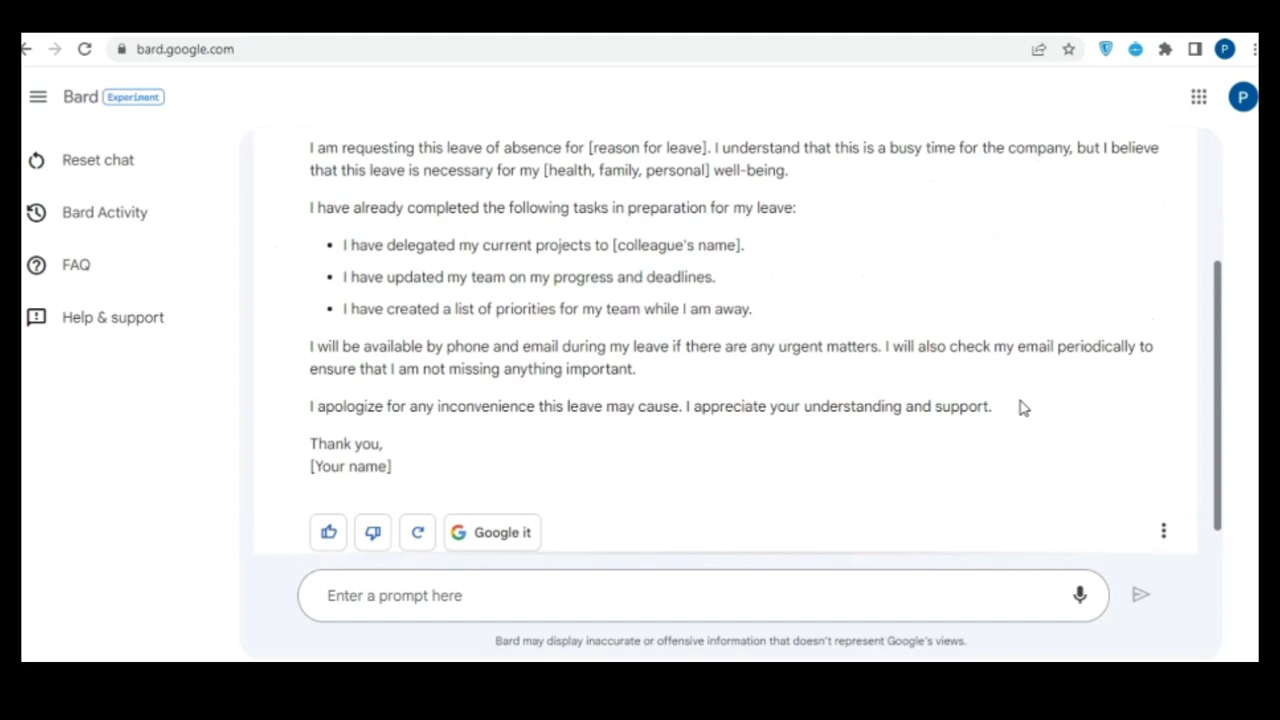 bard.google.com
P
Bard Experiment
P
Reset chat
Bard Activity
FAQ
Help & support
I am requesting this leave of absence for [reason for leave]. I understand that this is a busy time for the company, but I believe
that this leave is necessary for my [health, family, personal] well-being.
I have already completed the following tasks in preparation for my leave:
• I have delegated my current projects to [colleague's name].
• I have updated my team on my progress and deadlines.
• I have created a list of priorities for my team while I am away.
I will be available by phone and email during my leave if there are any urgent matters. I will also check my email periodically to
ensure that I am not missing anything important.
I apologize for any inconvenience this leave may cause. I appreciate your understanding and support.
Thank you,
[Your name]
G Google it
Enter a prompt here
Bard may display inaccurate or offensive information that doesn't represent Google's views.